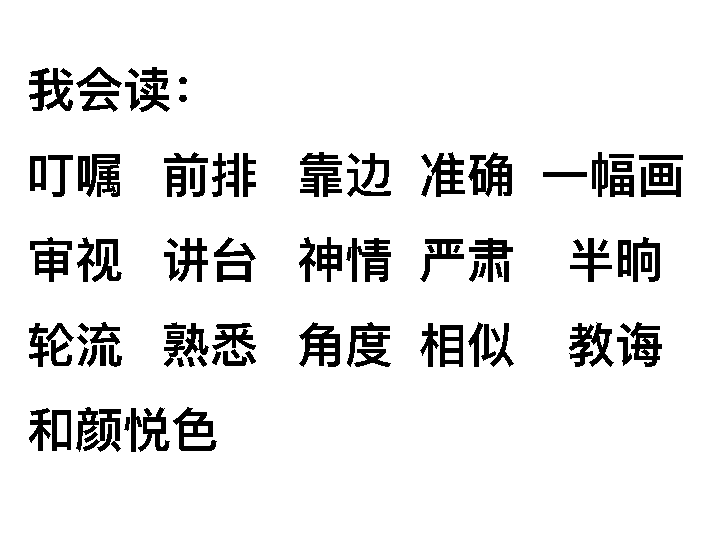 我会读：
叮嘱 前排 靠边 准确 一幅画
审视 讲台 神情 严肃 半晌
轮流 熟悉 角度 相似 教诲
和颜悦色